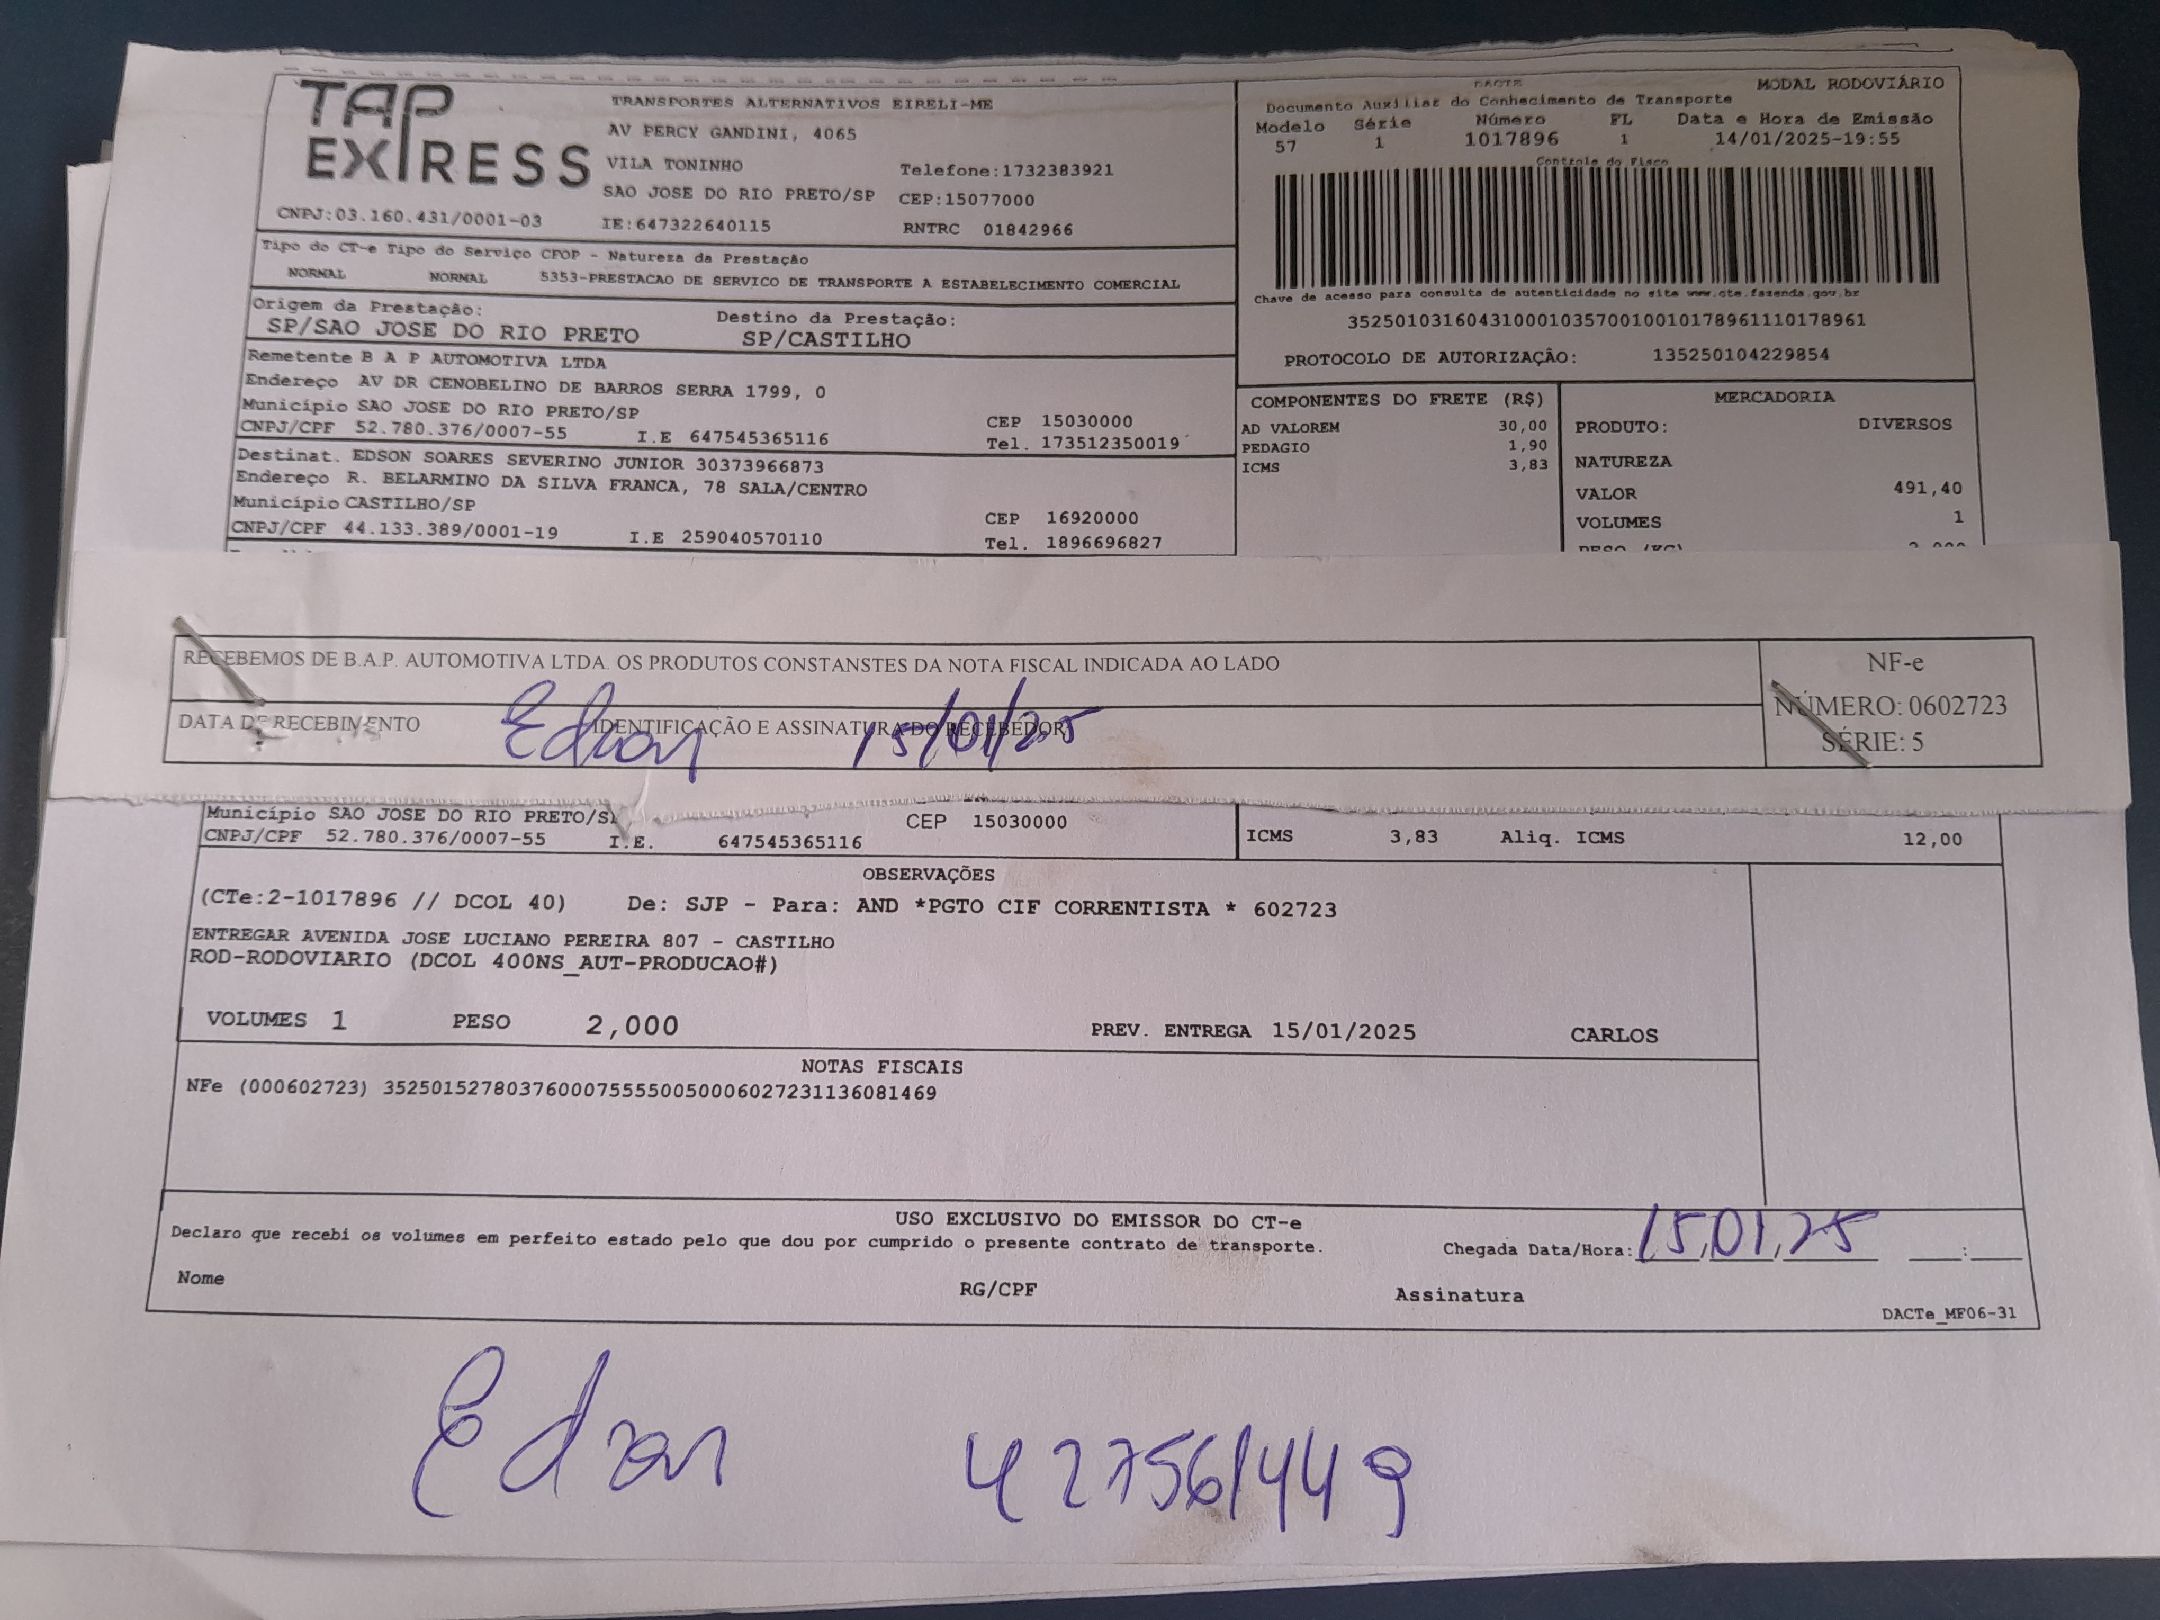 TAP EXPRESS
TRANSPORTES ALTERNATIVOS EIRELI-ME
AV PERCY GANDINI, 4065
VILA TONINHO Telefone:1732383921
SAO JOSE DO RIO PRETO/SP CEP:15077000
CNPJ:03.160.431/0001-03 IE:647322640115 RNTRC 01842966
DACTE MODAL RODOVIÁRIO
Documento Auxiliar do Conhecimento de Transporte
Modelo Série Número FL Data e Hora de Emissão
57 1 1017896 1 14/01/2025-19:55
Controle do Fisco
Chave de acesso para consulta de autenticidade no site www.cte.fazenda.gov.br
35250103160431000103570010010178961110178961
PROTOCOLO DE AUTORIZAÇÃO: 135250104229854
Tipo do CT-e Tipo do Serviço CFOP - Natureza da Prestação
NORMAL NORMAL 5353-PRESTACAO DE SERVICO DE TRANSPORTE A ESTABELECIMENTO COMERCIAL
Origem da Prestação: Destino da Prestação:
SP/SAO JOSE DO RIO PRETO SP/CASTILHO
Remetente B A P AUTOMOTIVA LTDA
Endereço AV DR CENOBELINO DE BARROS SERRA 1799, 0
Município SAO JOSE DO RIO PRETO/SP CEP 15030000
CNPJ/CPF 52.780.376/0007-55 I.E 647545365116 Tel. 173512350019
Destinat. EDSON SOARES SEVERINO JUNIOR 30373966873
Endereço R. BELARMINO DA SILVA FRANCA, 78 SALA/CENTRO
Município CASTILHO/SP CEP 16920000
CNPJ/CPF 44.133.389/0001-19 I.E 259040570110 Tel. 1896696827
COMPONENTES DO FRETE (R$)
AD VALOREM 30,00
PEDAGIO 1,90
ICMS 3,83
MERCADORIA
PRODUTO: DIVERSOS
NATUREZA
VALOR 491,40
VOLUMES 1
PESO (KG) 2,000
RECEBEMOS DE B.A.P. AUTOMOTIVA LTDA. OS PRODUTOS CONSTANSTES DA NOTA FISCAL INDICADA AO LADO
DATA DE RECEBIMENTO IDENTIFICAÇÃO E ASSINATURA DO RECEBEDOR
Edson 15/01/25
NF-e
NÚMERO: 0602723
SÉRIE: 5
Município SAO JOSE DO RIO PRETO/SP CEP 15030000
CNPJ/CPF 52.780.376/0007-55 I.E. 647545365116
ICMS 3,83 Aliq. ICMS 12,00
OBSERVAÇÕES
(CTe:2-1017896 // DCOL 40) De: SJP - Para: AND *PGTO CIF CORRENTISTA * 602723
ENTREGAR AVENIDA JOSE LUCIANO PEREIRA 807 - CASTILHO
ROD-RODOVIARIO (DCOL 400NS_AUT-PRODUCAO#)
VOLUMES 1 PESO 2,000 PREV. ENTREGA 15/01/2025 CARLOS
NOTAS FISCAIS
NFe (000602723) 35250152780376000755550050006027231136081469
USO EXCLUSIVO DO EMISSOR DO CT-e
Declaro que recebi os volumes em perfeito estado pelo que dou por cumprido o presente contrato de transporte.
Chegada Data/Hora: 15,01,25 :
Nome RG/CPF Assinatura
DACTe_MF06-31
Edson 427561449